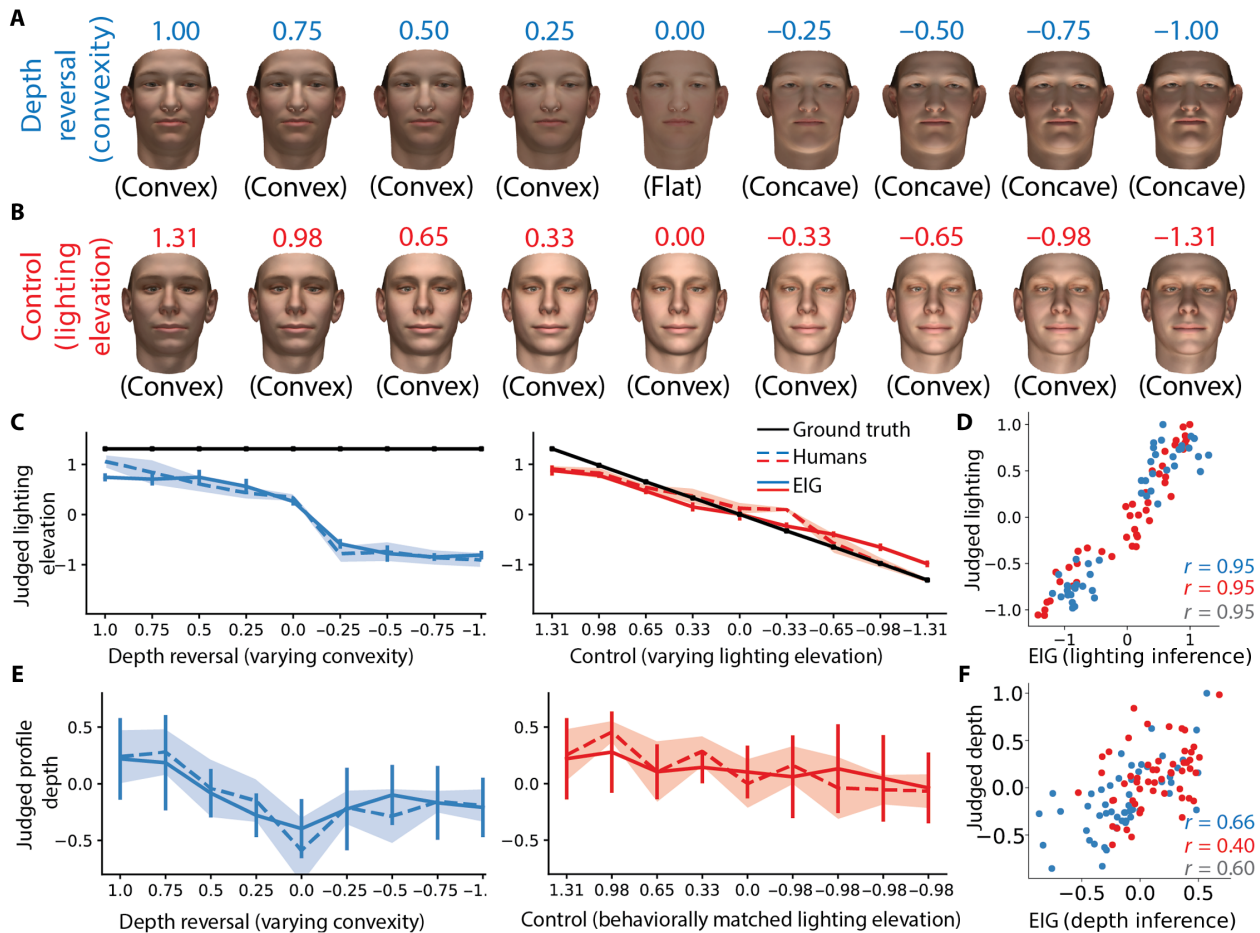 A
Depth
reversal
(convexity)
1.00 0.75 0.50 0.25 0.00 −0.25 −0.50 −0.75 −1.00
(Convex) (Convex) (Convex) (Convex) (Flat) (Concave) (Concave) (Concave) (Concave)
B
Control
(lighting
elevation)
1.31 0.98 0.65 0.33 0.00 −0.33 −0.65 −0.98 −1.31
(Convex) (Convex) (Convex) (Convex) (Convex) (Convex) (Convex) (Convex) (Convex)
C
Judged lighting
elevation
1
0
−1
1.0 0.75 0.5 0.25 0.0 −0.25 −0.5 −0.75 −1.
Depth reversal (varying convexity)
Ground truth
Humans
EIG
1
0
−1
1.31 0.98 0.65 0.33 0.0 −0.33 −0.65 −0.98 −1.31
Control (varying lighting elevation)
D
Judged lighting
1.0
0.5
0.0
−0.5
−1.0
r = 0.95
r = 0.95
r = 0.95
−1 0 1
EIG (lighting inference)
E
Judged profile
depth
0.5
0.0
−0.5
1.0 0.75 0.5 0.25 0.0 −0.25 −0.5 −0.75 −1.
Depth reversal (varying convexity)
0.5
0.0
−0.5
1.31 0.98 0.65 0.33 0.0 −0.98 −0.98 −0.98 −0.98
Control (behaviorally matched lighting elevation)
F
Judged depth
1.0
0.5
0.0
−0.5
r = 0.66
r = 0.40
r = 0.60
−0.5 0.0 0.5
EIG (depth inference)